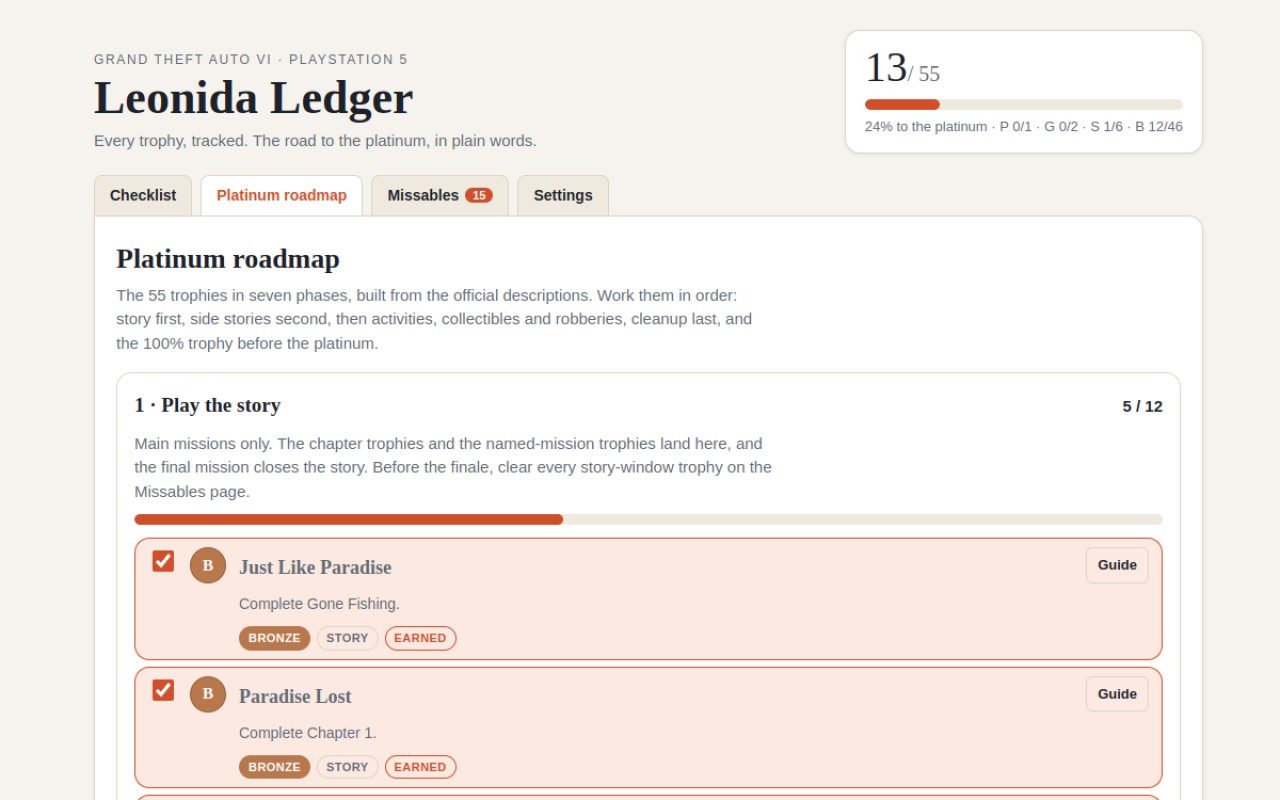 GRAND THEFT AUTO VI · PLAYSTATION 5
Leonida Ledger
Every trophy, tracked. The road to the platinum, in plain words.
13 / 55
24% to the platinum · P 0/1 · G 0/2 · S 1/6 · B 12/46
Checklist
Platinum roadmap
Missables 15
Settings
Platinum roadmap
The 55 trophies in seven phases, built from the official descriptions. Work them in order:
story first, side stories second, then activities, collectibles and robberies, cleanup last, and
the 100% trophy before the platinum.
1 · Play the story
5 / 12
Main missions only. The chapter trophies and the named-mission trophies land here, and
the final mission closes the story. Before the finale, clear every story-window trophy on the
Missables page.
B
Just Like Paradise
Guide
Complete Gone Fishing.
BRONZE STORY EARNED
B
Paradise Lost
Guide
Complete Chapter 1.
BRONZE STORY EARNED